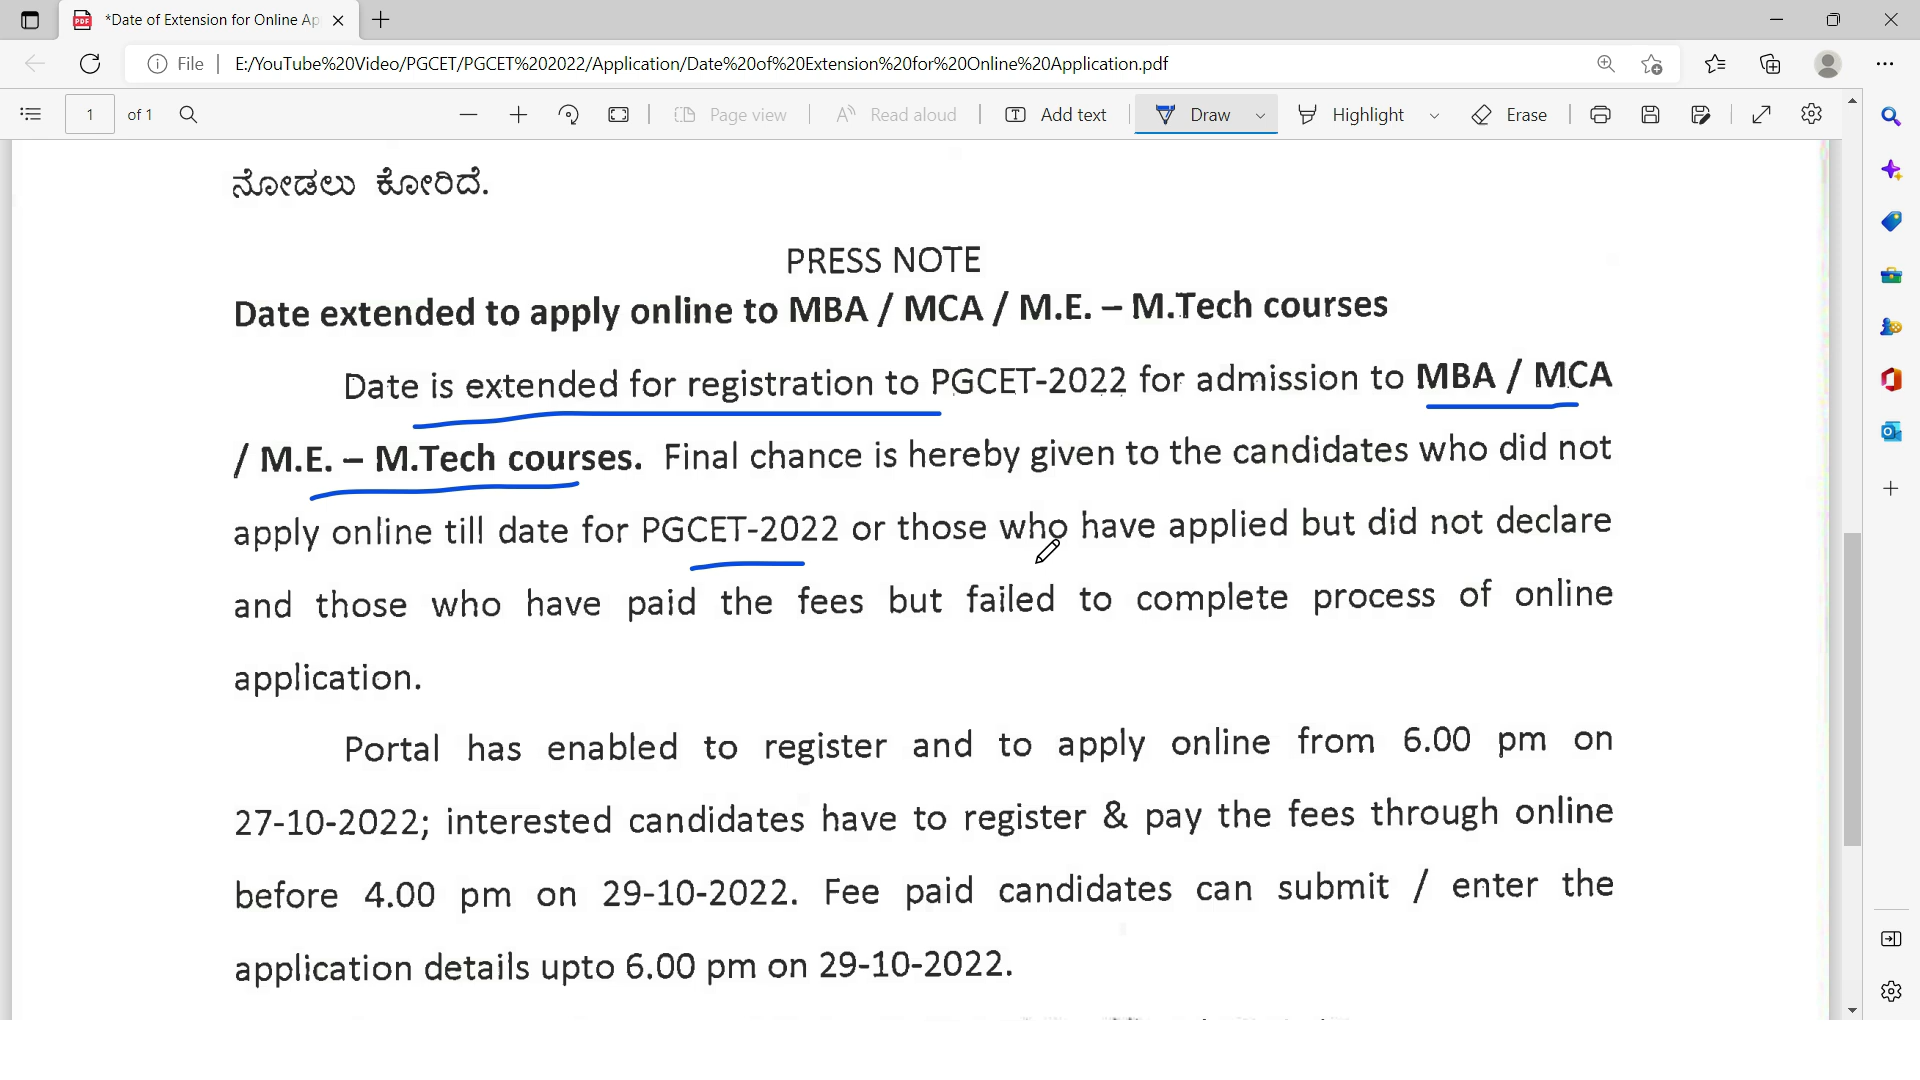 *Date of Extension for Online Ap
File
E:/YouTube%20Video/PGCET/PGCET%202022/Application/Date%20of%20Extension%20for%20Online%20Application.pdf
1 of 1
Page view
Read aloud
Add text
Draw
Highlight
Erase
ನೋಡಲು ಕೋರಿದೆ.
PRESS NOTE
Date extended to apply online to MBA / MCA / M.E. – M.Tech courses
Date is extended for registration to PGCET-2022 for admission to MBA / MCA
/ M.E. – M.Tech courses. Final chance is hereby given to the candidates who did not
apply online till date for PGCET-2022 or those who have applied but did not declare
and those who have paid the fees but failed to complete process of online
application.
Portal has enabled to register and to apply online from 6.00 pm on
27-10-2022; interested candidates have to register & pay the fees through online
before 4.00 pm on 29-10-2022. Fee paid candidates can submit / enter the
application details upto 6.00 pm on 29-10-2022.